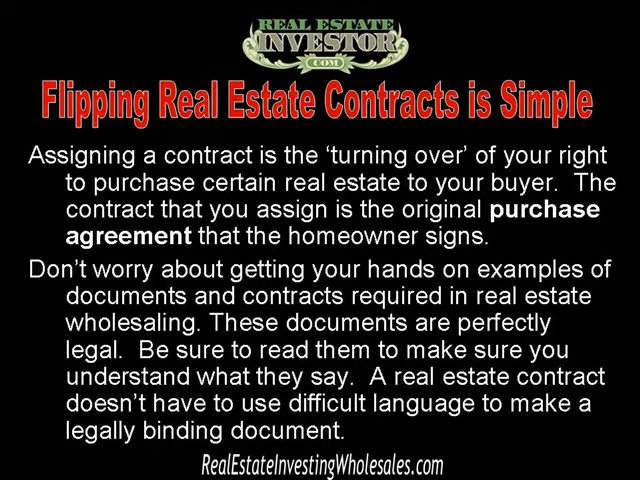 REAL ESTATE
INVESTOR
COM
Flipping Real Estate Contracts is Simple
Assigning a contract is the ‘turning over’ of your right
to purchase certain real estate to your buyer.  The
contract that you assign is the original purchase
agreement that the homeowner signs.
Don’t worry about getting your hands on examples of
documents and contracts required in real estate
wholesaling. These documents are perfectly
legal.  Be sure to read them to make sure you
understand what they say.  A real estate contract
doesn’t have to use difficult language to make a
legally binding document.
RealEstateInvestingWholesales.com